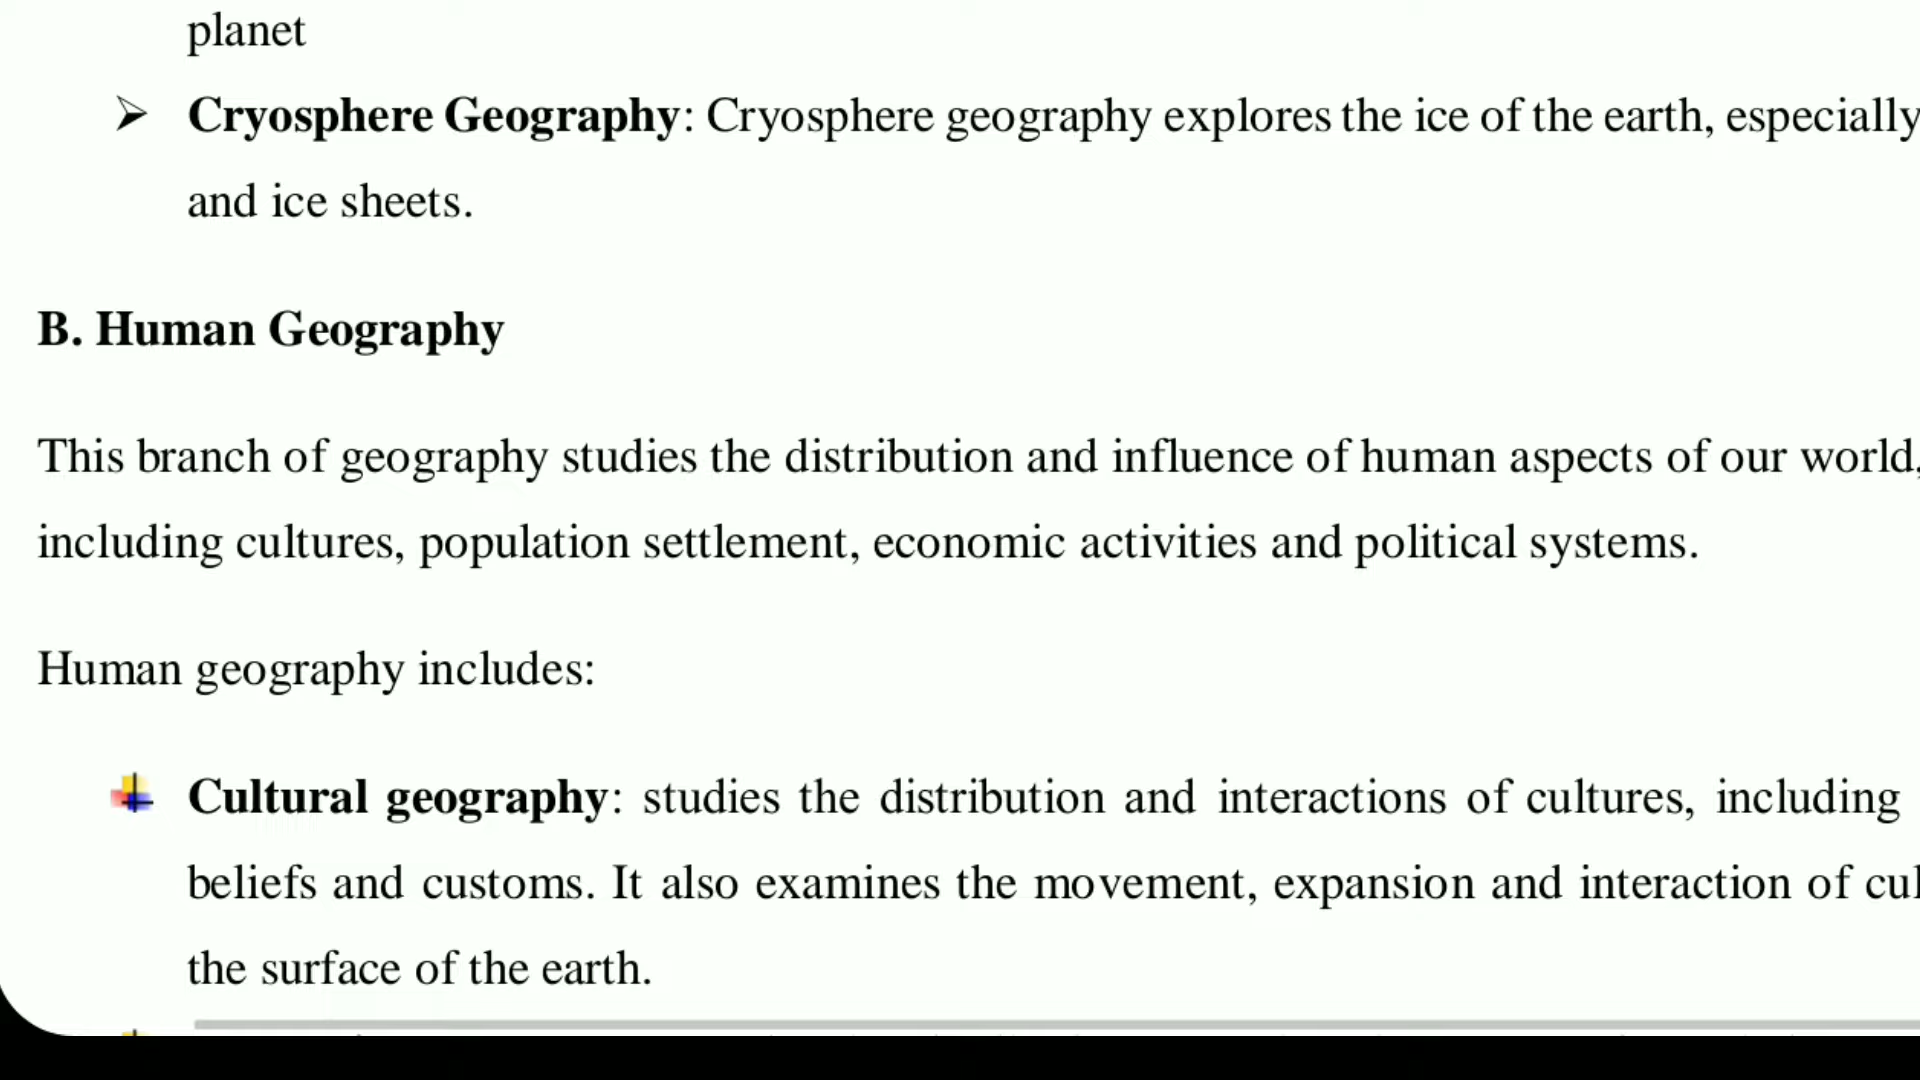 planet
➢ Cryosphere Geography: Cryosphere geography explores the ice of the earth, especially
and ice sheets.
B. Human Geography
This branch of geography studies the distribution and influence of human aspects of our world,
including cultures, population settlement, economic activities and political systems.
Human geography includes:
Cultural geography: studies the distribution and interactions of cultures, including
beliefs and customs. It also examines the movement, expansion and interaction of
the surface of the earth.